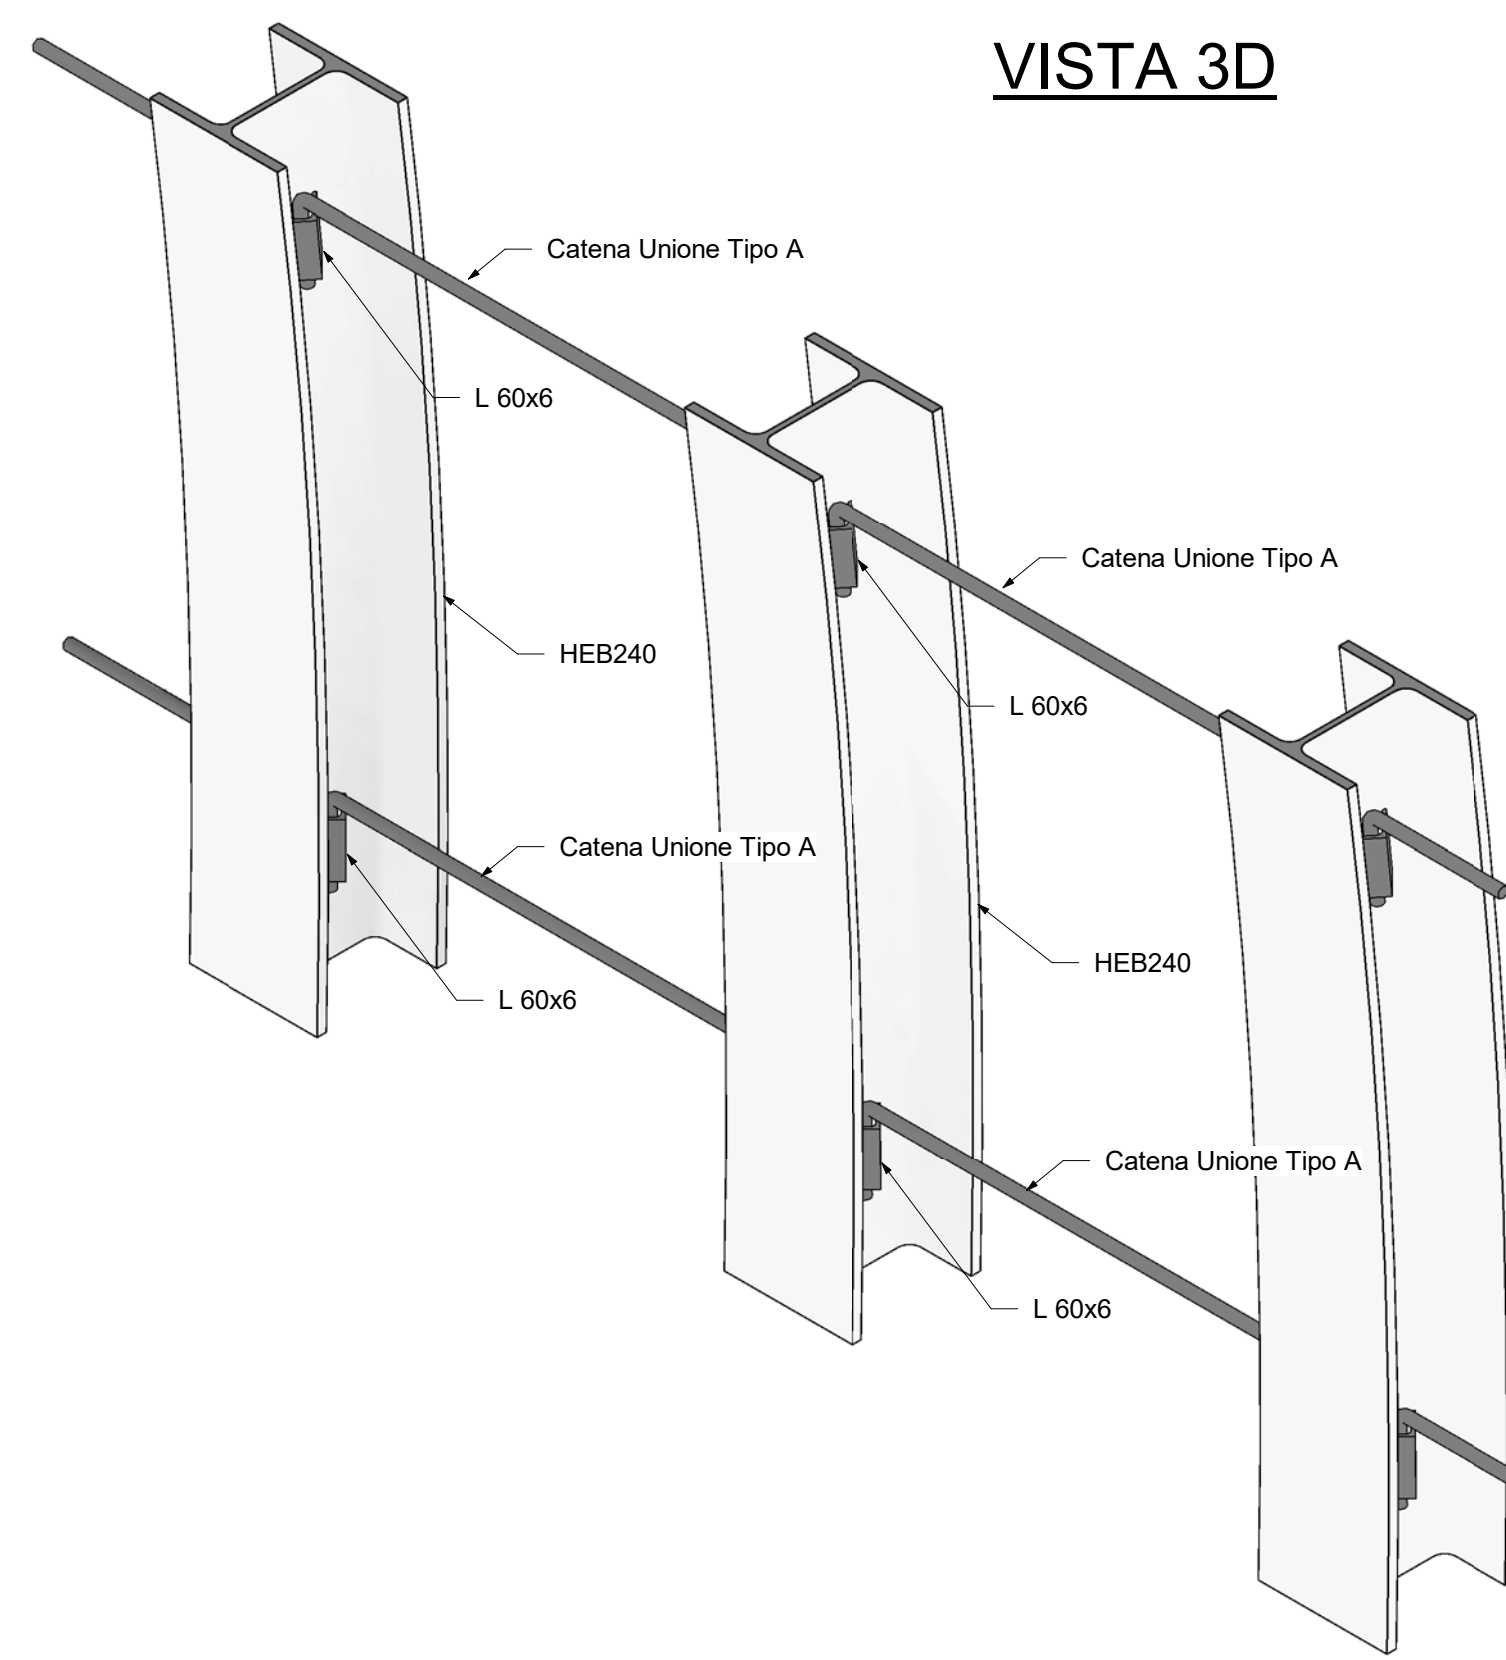 VISTA 3D
Catena Unione Tipo A
L 60x6
Catena Unione Tipo A
HEB240
L 60x6
Catena Unione Tipo A
HEB240
L 60x6
Catena Unione Tipo A
L 60x6